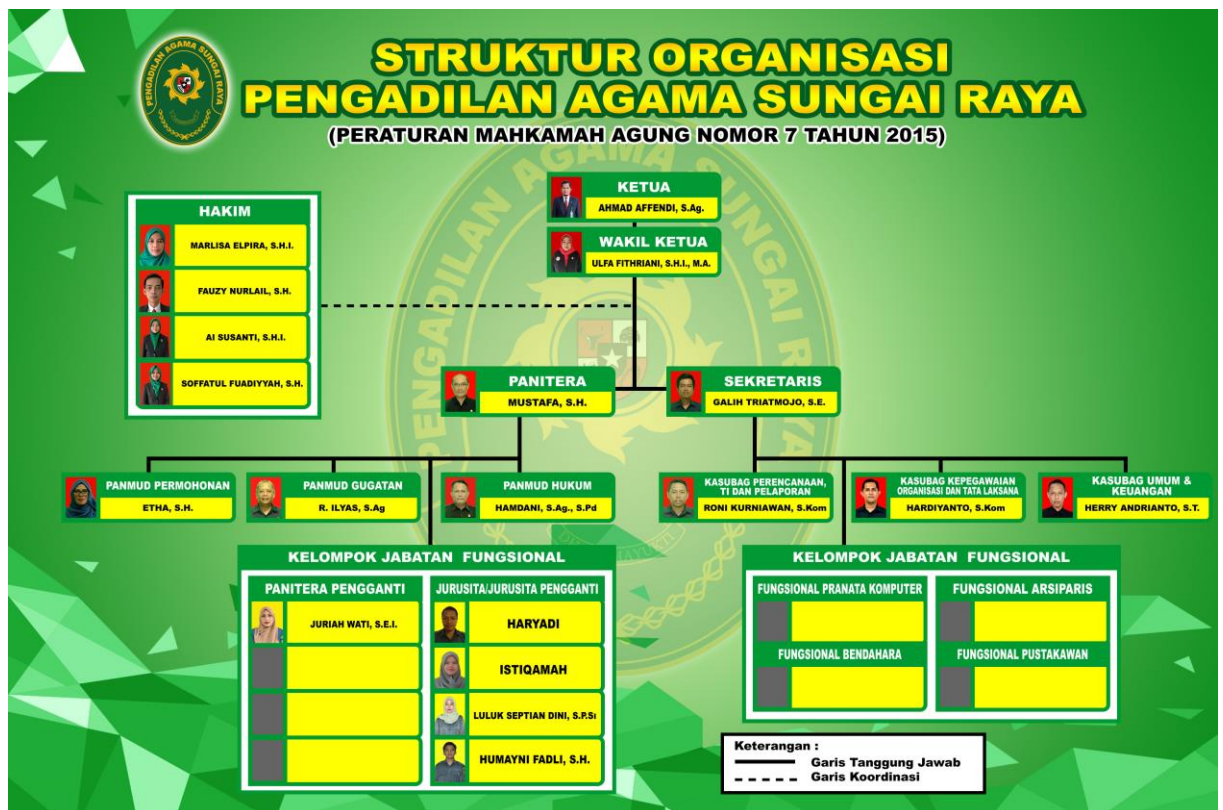 STRUKTUR ORGANISASI
PENGADILAN AGAMA SUNGAI RAYA
(PERATURAN MAHKAMAH AGUNG NOMOR 7 TAHUN 2015)
PENGADILAN AGAMA SUNGAI RAYA
PENGADILAN AGAMA SUNGAI RAYA
KETUA
AHMAD AFFENDI, S.Ag.
WAKIL KETUA
ULFA FITHRIANI, S.H.I., M.A.
HAKIM
MARLISA ELPIRA, S.H.I.
FAUZY NURLAIL, S.H.
AI SUSANTI, S.H.I.
SOFFATUL FUADIYYAH, S.H.
PANITERA
MUSTAFA, S.H.
SEKRETARIS
GALIH TRIATMOJO, S.E.
PANMUD PERMOHONAN
ETHA, S.H.
PANMUD GUGATAN
R. ILYAS, S.Ag
PANMUD HUKUM
HAMDANI, S.Ag., S.Pd
KASUBAG PERENCANAAN,
TI DAN PELAPORAN
RONI KURNIAWAN, S.Kom
KASUBAG KEPEGAWAIAN
ORGANISASI DAN TATA LAKSANA
HARDIYANTO, S.Kom
KASUBAG UMUM &
KEUANGAN
HERRY ANDRIANTO, S.T.
KELOMPOK JABATAN FUNGSIONAL
PANITERA PENGGANTI
JURIAH WATI, S.E.I.
JURUSITA/JURUSITA PENGGANTI
HARYADI
ISTIQAMAH
LULUK SEPTIAN DINI, S.P.Si
HUMAYNI FADLI, S.H.
KELOMPOK JABATAN FUNGSIONAL
FUNGSIONAL PRANATA KOMPUTER
FUNGSIONAL ARSIPARIS
FUNGSIONAL BENDAHARA
FUNGSIONAL PUSTAKAWAN
Keterangan :
Garis Tanggung Jawab
Garis Koordinasi